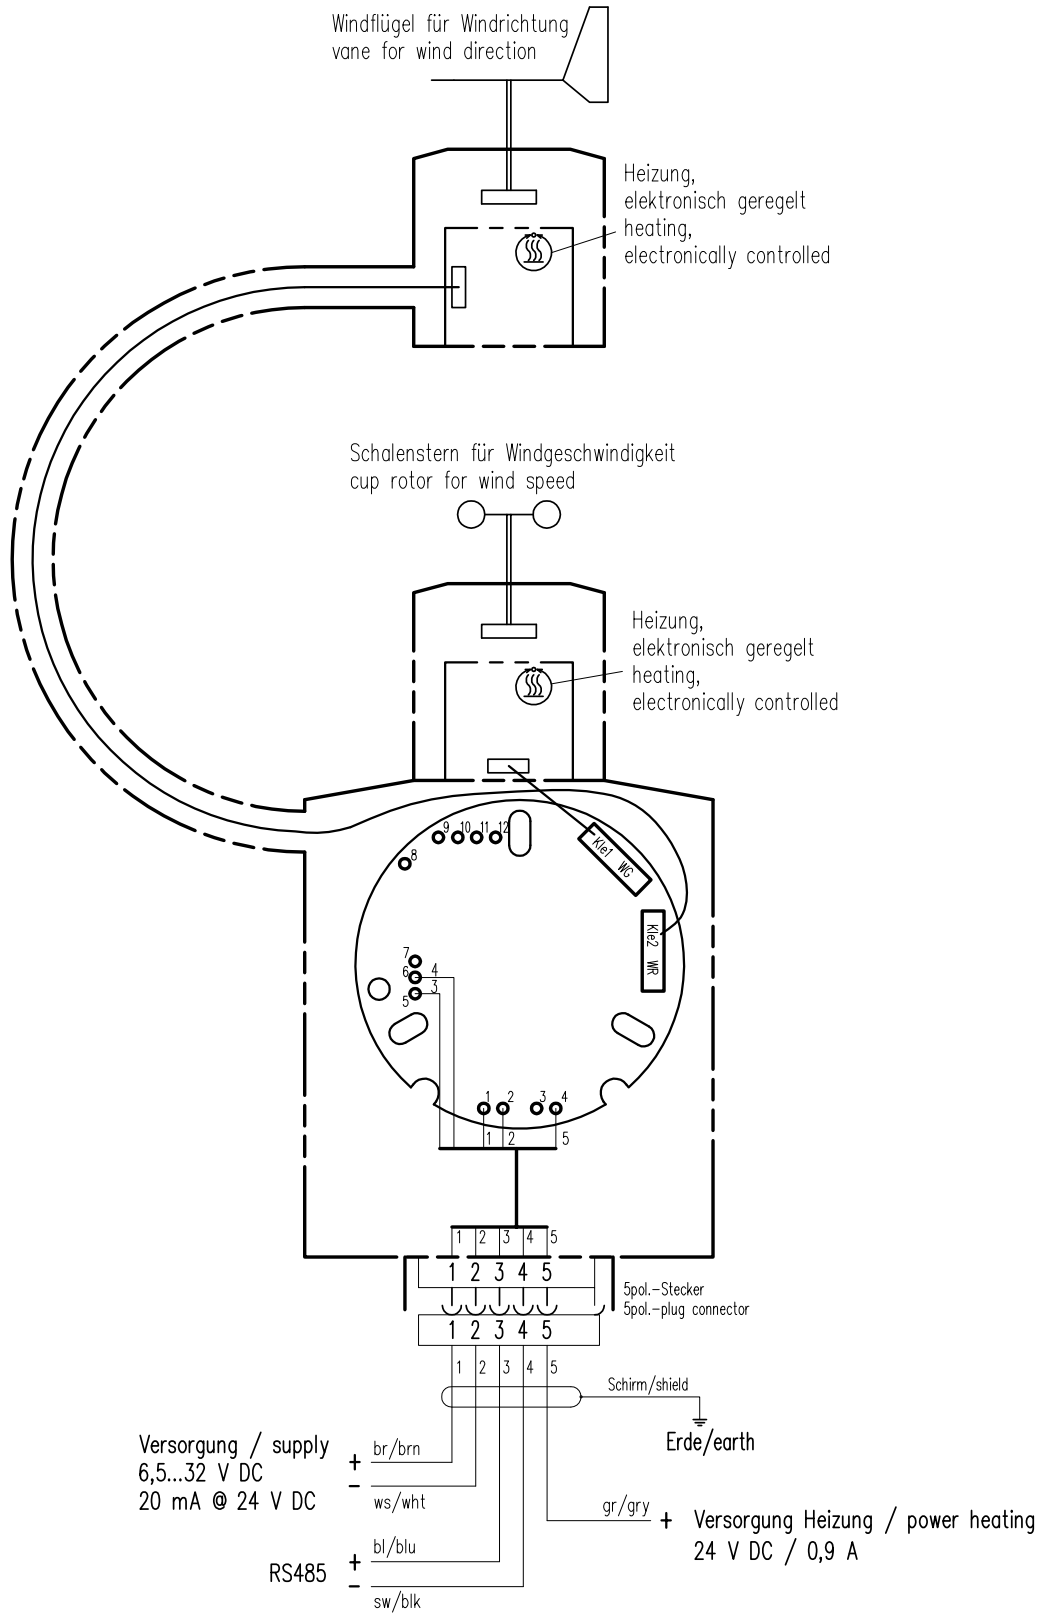 Windflügel für Windrichtung
vane for wind direction
Heizung,
elektronisch geregelt
heating,
electronically controlled
Schalenstern für Windgeschwindigkeit
cup rotor for wind speed
Heizung,
elektronisch geregelt
heating,
electronically controlled
9 10 11 12
8
Kle1 WG
Kle2 WR
7
6 4
5 3
1 2 3 4
1 2 5
1 2 3 4 5
1 2 3 4 5
5pol.-Stecker
5pol.-plug connector
1 2 3 4 5
1 2 3 4 5
Schirm/shield
Erde/earth
Versorgung / supply
6,5...32 V DC
20 mA @ 24 V DC
+ br/brn
- ws/wht
gr/gry + Versorgung Heizung / power heating
24 V DC / 0,9 A
RS485
+ bl/blu
- sw/blk